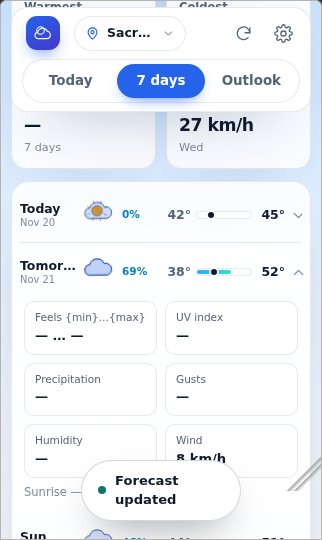 Warmest
Coldest
Sacr...
Today
7 days
Outlook
—
27 km/h
7 days
Wed
Today
Nov 20
0%
42°
45°
Tomor...
Nov 21
69%
38°
52°
Feels {min}...{max}
— ... —
UV index
—
Precipitation
—
Gusts
—
Humidity
—
Wind
8 km/h
Sunrise —
Forecast
updated
Sun